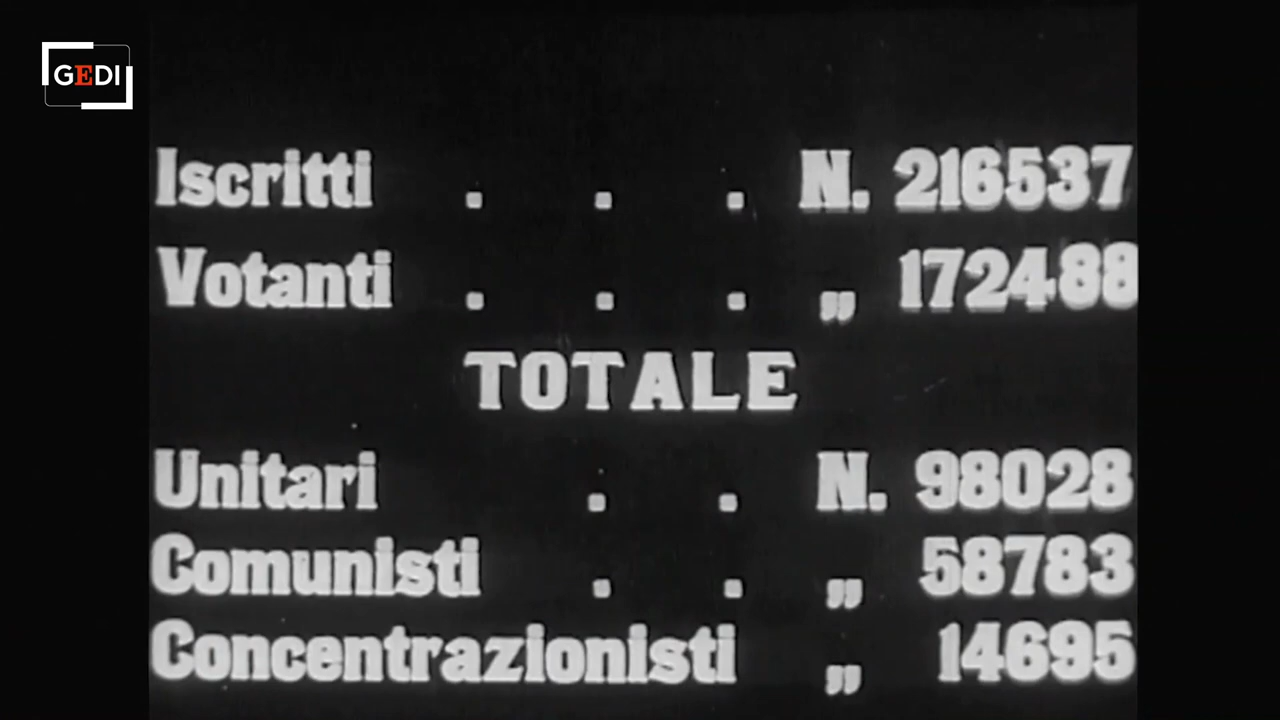 GEDI
Iscritti . . . N. 216537
Votanti . . . „ 172488
TOTALE
Unitari . . N. 98028
Comunisti . . „ 58783
Concentrazionisti „ 14695